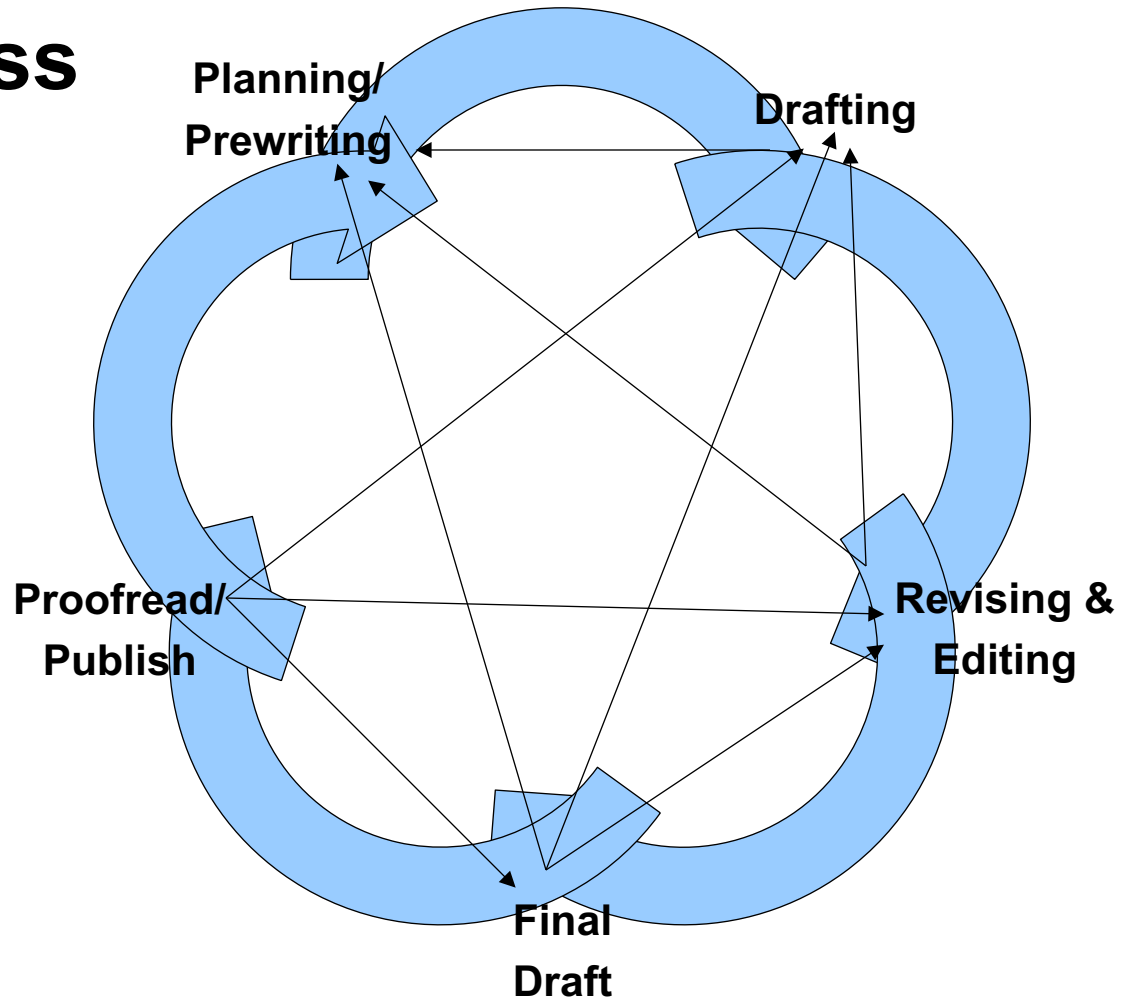 ss
Planning/
Prewriting
Drafting
Proofread/
Publish
Revising &
Editing
Final
Draft